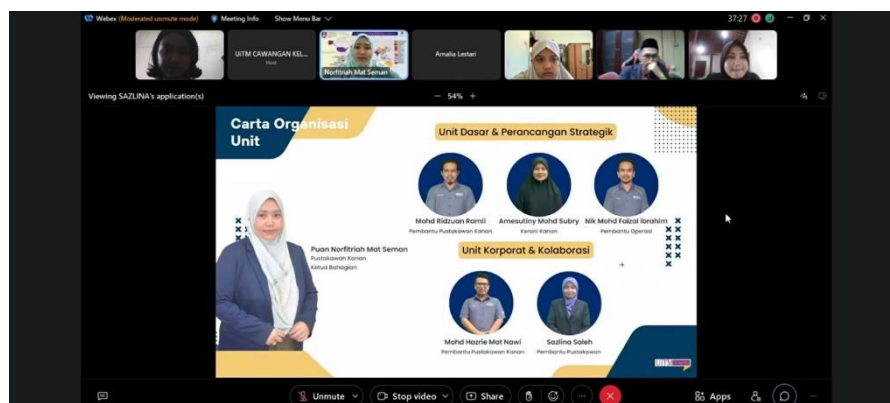 Webex (Moderated unmute mode) Meeting Info Show Menu Bar 37:27
UiTM CAWANGAN KEL...
Host
Norfitriah Mat Seman
Amalia Lestari
Viewing SAZLINA's application(s) - 54% +
Carta Organisasi
Unit
Unit Dasar & Perancangan Strategik
Mohd Ridzuan Ramli
Pembantu Pustakawan Kanan
Amesutiny Mohd Subry
Kerani Kanan
Nik Mohd Faizal Ibrahim
Pembantu Operasi
Puan Norfitriah Mat Seman
Pustakawan Kanan
Ketua Bahagian
Unit Korporat & Kolaborasi
Mohd Hazrie Mat Nawi
Pembantu Pustakawan Kanan
Sazlina Saleh
Pembantu Pustakawan
UiTM
Unmute Stop video Share Apps